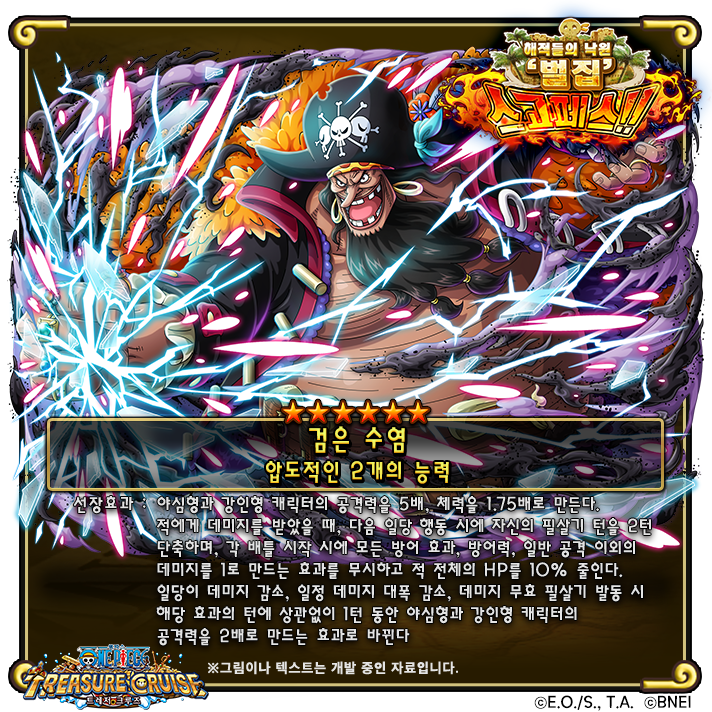 해적들의 낙원
'벌집'
스고페스!!
검은 수염
압도적인 2개의 능력
선장효과 : 야심형과 강인형 캐릭터의 공격력을 5배, 체력을 1.75배로 만든다.
적에게 데미지를 받았을 때, 다음 일당 행동 시에 자신의 필살기 턴을 2턴
단축하며, 각 배틀 시작 시에 모든 방어 효과, 방어력, 일반 공격 이외의
데미지를 1로 만드는 효과를 무시하고 적 전체의 HP를 10% 줄인다.
일당이 데미지 감소, 일정 데미지 대폭 감소, 데미지 무효 필살기 발동 시
해당 효과의 턴에 상관없이 1턴 동안 야심형과 강인형 캐릭터의
공격력을 2배로 만드는 효과로 바뀐다
※그림이나 텍스트는 개발 중인 자료입니다.
ONE PIECE
TREASURE CRUISE
트레저 크루즈
©E.O./S., T.A. ©BNEI